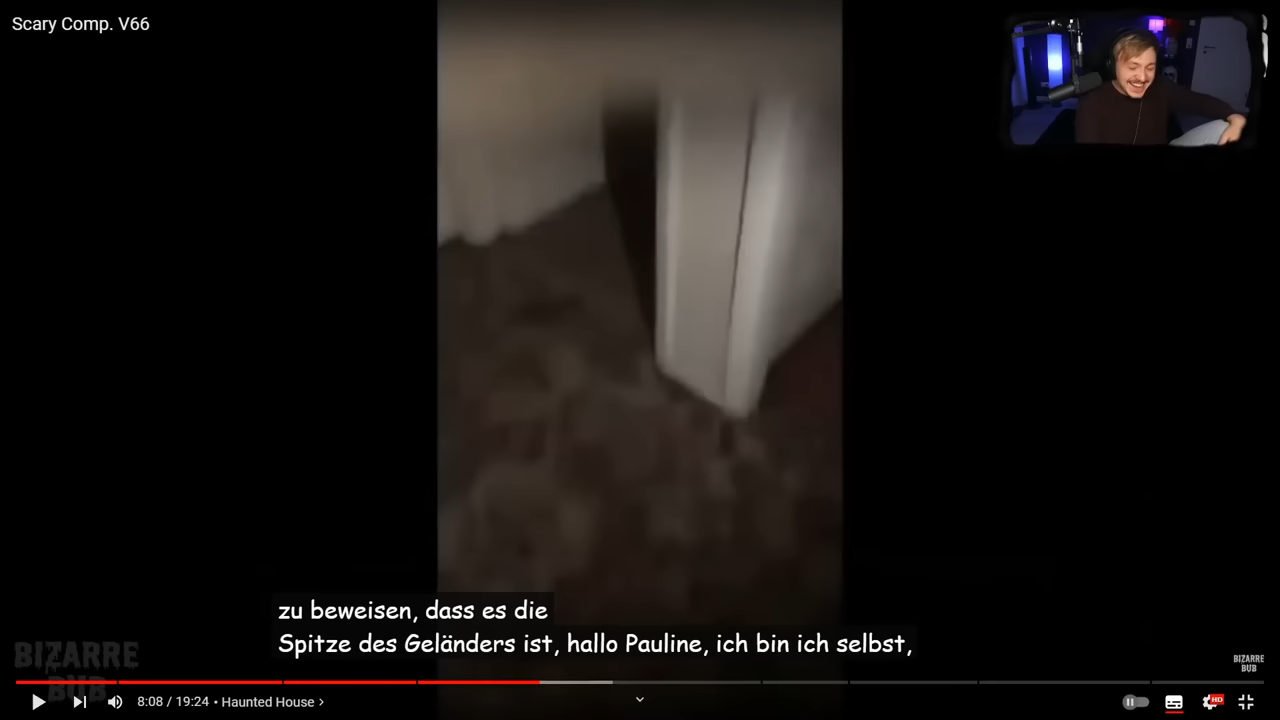 Scary Comp. V66
zu beweisen, dass es die
Spitze des Geländers ist, hallo Pauline, ich bin ich selbst,
BIZARRE
BUB
BIZARRE
BUB
8:08 / 19:24 • Haunted House
HD